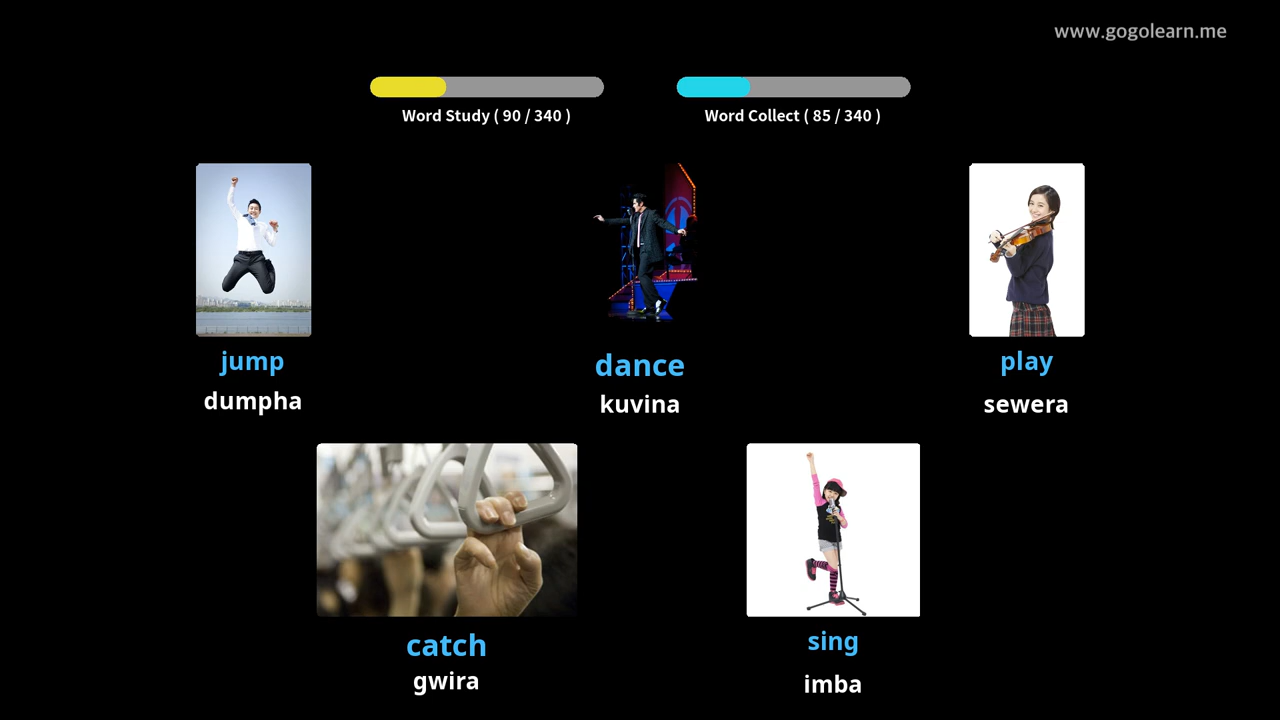 www.gogolearn.me
Word Study ( 90 / 340 )
Word Collect ( 85 / 340 )
jump
dumpha
dance
kuvina
play
sewera
catch
gwira
sing
imba